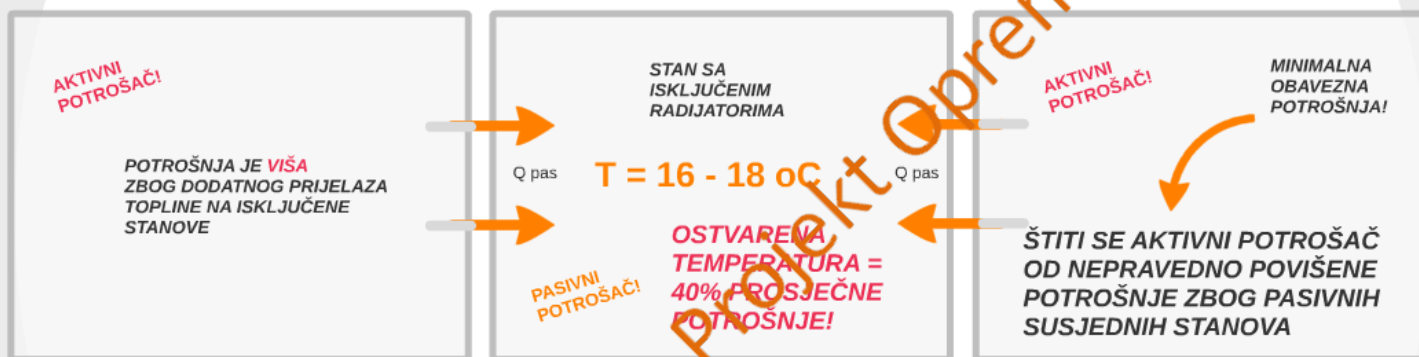 AKTIVNI
POTROŠAČ!
POTROŠNJA JE VIŠA
ZBOG DODATNOG PRIJELAZA
TOPLINE NA ISKLJUČENE
STANOVE
STAN SA
ISKLJUČENIM
RADIJATORIMA
Q pas
T = 16 - 18 oC
Q pas
OSTVARENA
TEMPERATURA =
40% PROSJEČNE
POTROŠNJE!
PASIVNI
POTROŠAČ!
AKTIVNI
POTROŠAČ!
MINIMALNA
OBAVEZNA
POTROŠNJA!
ŠTITI SE AKTIVNI POTROŠAČ
OD NEPRAVEDNO POVIŠENE
POTROŠNJE ZBOG PASIVNIH
SUSJEDNIH STANOVA
Projekt